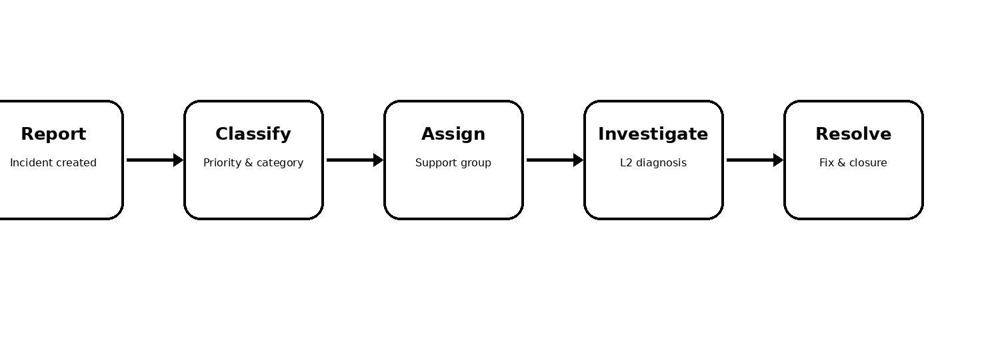 Report
Incident created
Classify
Priority & category
Assign
Support group
Investigate
L2 diagnosis
Resolve
Fix & closure